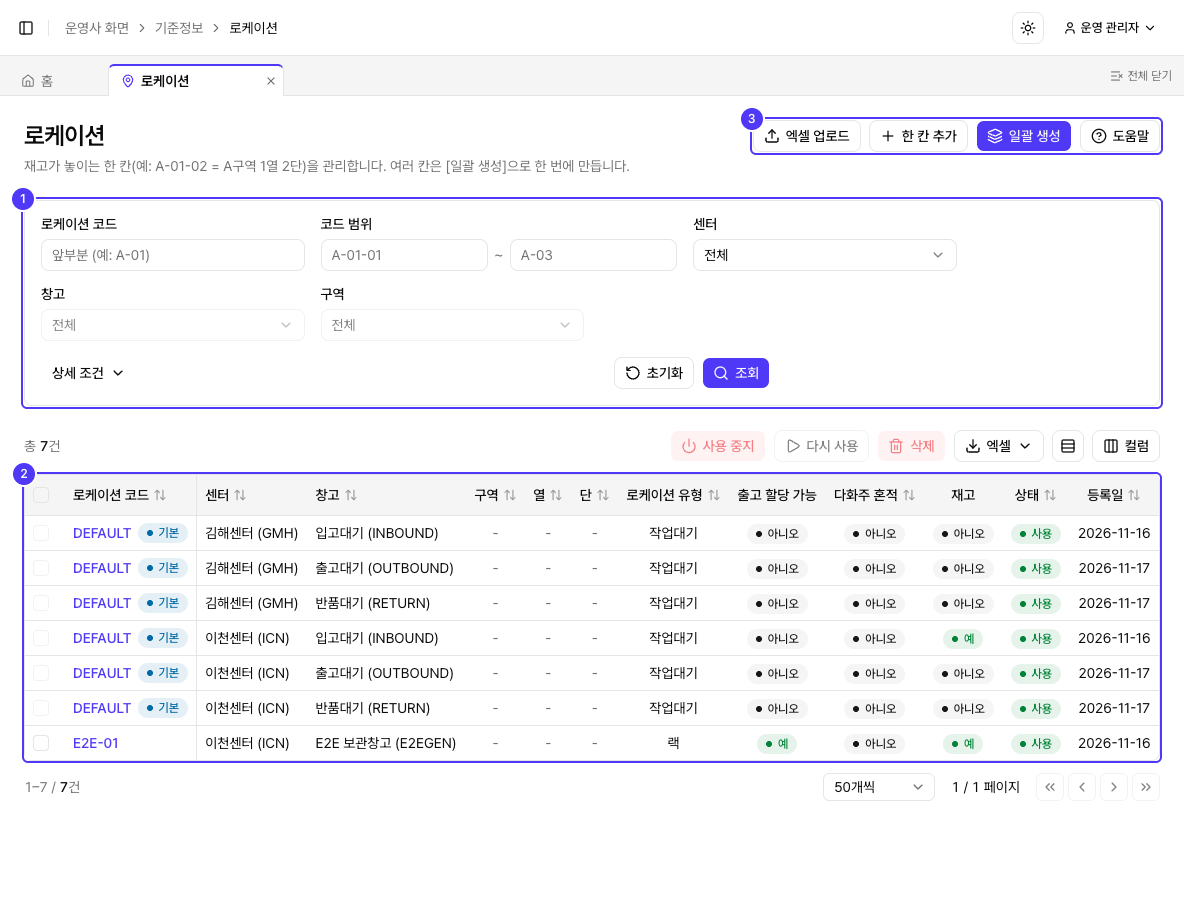 운영사 화면 > 기준정보 > 로케이션
운영 관리자
홈
로케이션
전체 닫기
로케이션
재고가 놓이는 한 칸(예: A-01-02 = A구역 1열 2단)을 관리합니다. 여러 칸은 [일괄 생성]으로 한 번에 만듭니다.
3
엑셀 업로드 한 칸 추가 일괄 생성 도움말
1
로케이션 코드 코드 범위 센터
앞부분 (예: A-01) A-01-01 ~ A-03 전체
창고 구역
전체 전체
상세 조건 초기화 조회
총 7건 사용 중지 다시 사용 삭제 엑셀 컬럼
2
로케이션 코드 센터 창고 구역 열 단 로케이션 유형 출고 할당 가능 다화주 혼적 재고 상태 등록일
DEFAULT 기본 김해센터 (GMH) 입고대기 (INBOUND) - - - 작업대기 아니오 아니오 아니오 사용 2026-11-16
DEFAULT 기본 김해센터 (GMH) 출고대기 (OUTBOUND) - - - 작업대기 아니오 아니오 아니오 사용 2026-11-17
DEFAULT 기본 김해센터 (GMH) 반품대기 (RETURN) - - - 작업대기 아니오 아니오 아니오 사용 2026-11-17
DEFAULT 기본 이천센터 (ICN) 입고대기 (INBOUND) - - - 작업대기 아니오 아니오 예 사용 2026-11-16
DEFAULT 기본 이천센터 (ICN) 출고대기 (OUTBOUND) - - - 작업대기 아니오 아니오 아니오 사용 2026-11-17
DEFAULT 기본 이천센터 (ICN) 반품대기 (RETURN) - - - 작업대기 아니오 아니오 아니오 사용 2026-11-17
E2E-01 이천센터 (ICN) E2E 보관창고 (E2EGEN) - - - 랙 예 아니오 예 사용 2026-11-16
1–7 / 7건 50개씩 1 / 1 페이지